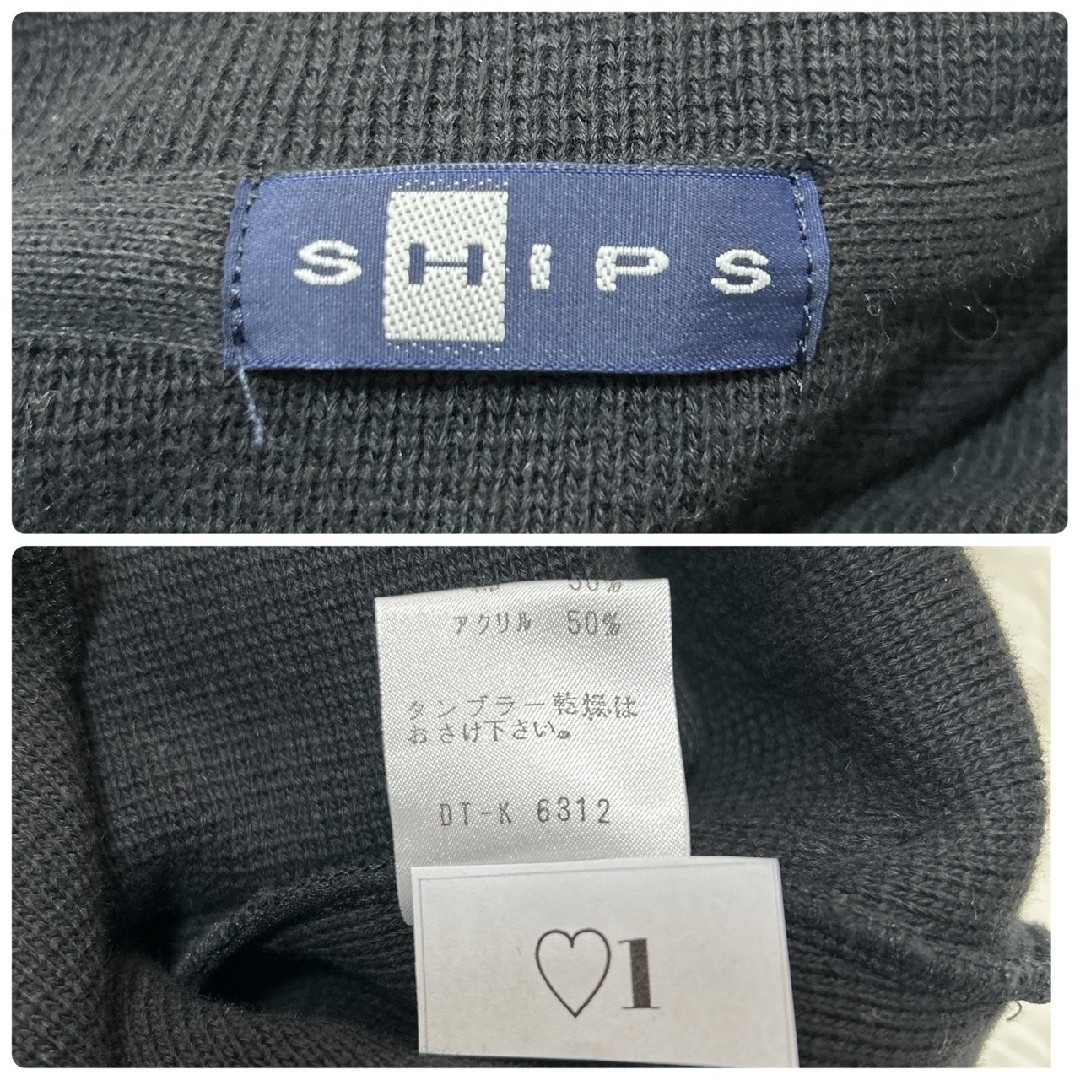 SHIPS
50%
アクリル 50%
タンブラー乾燥は
おさけ下さい。
DT-K 6312
♡1